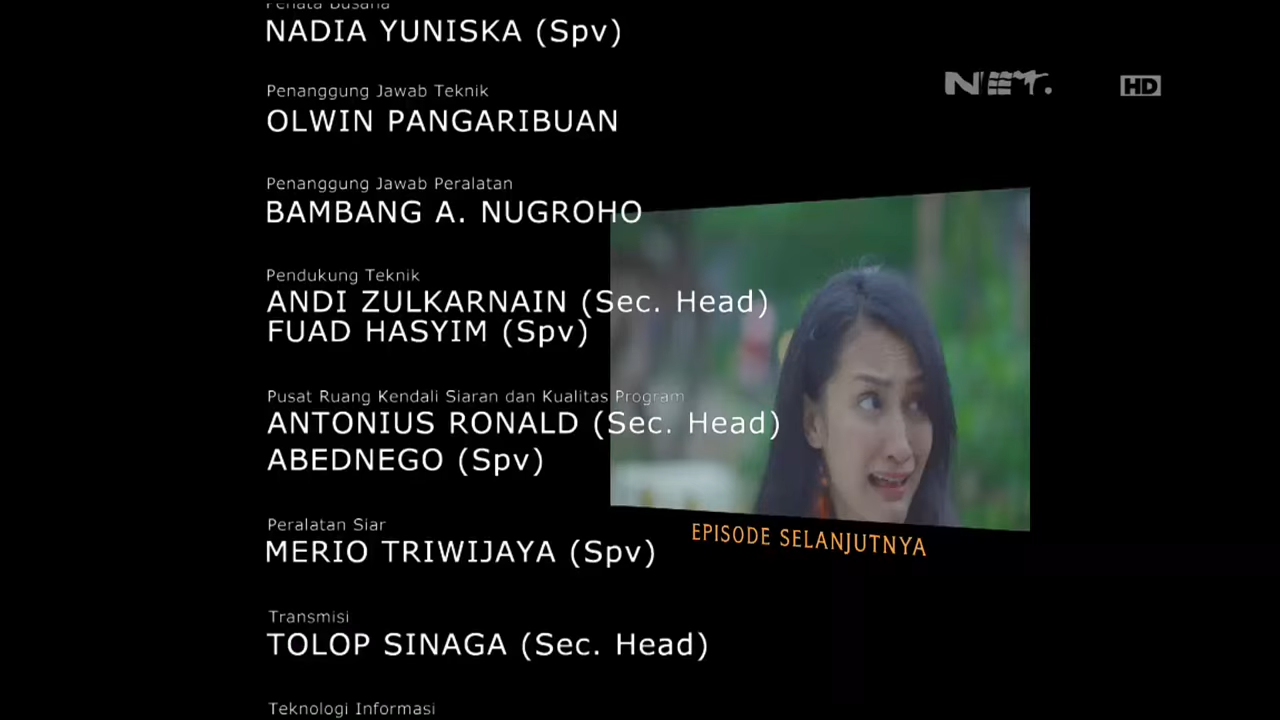 Penata Busana
NADIA YUNISKA (Spv)
NET.
HD
Penanggung Jawab Teknik
OLWIN PANGARIBUAN
Penanggung Jawab Peralatan
BAMBANG A. NUGROHO
Pendukung Teknik
ANDI ZULKARNAIN (Sec. Head)
FUAD HASYIM (Spv)
Pusat Ruang Kendali Siaran dan Kualitas Program
ANTONIUS RONALD (Sec. Head)
ABEDNEGO (Spv)
Peralatan Siar
MERIO TRIWIJAYA (Spv)
EPISODE SELANJUTNYA
Transmisi
TOLOP SINAGA (Sec. Head)
Teknologi Informasi